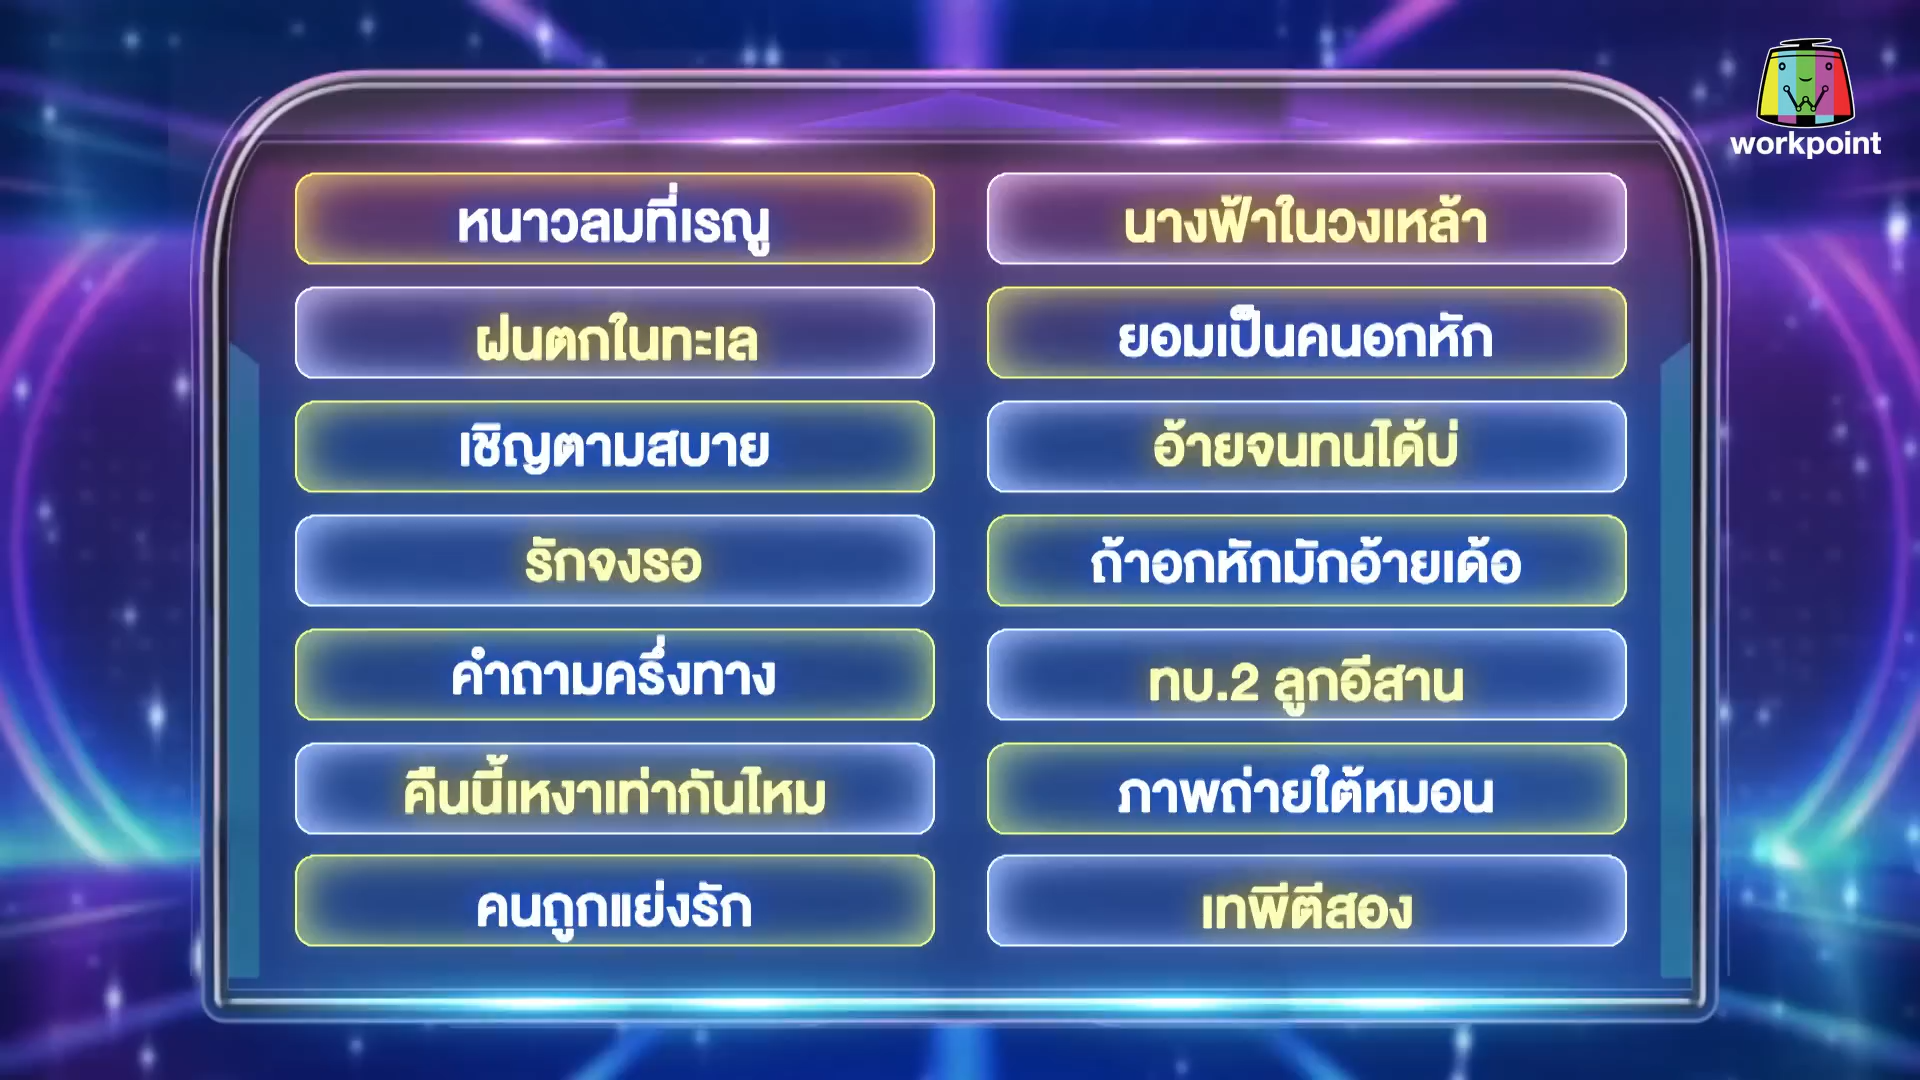 workpoint
หนาวลมที่เรณู
นางฟ้าในวงเหล้า
ฝนตกในทะเล
ยอมเป็นคนอกหัก
เชิญตามสบาย
อ้ายจนทนได้บ่
รักจงรอ
ถ้าอกหักมักอ้ายเด้อ
คำถามครึ่งทาง
ทบ.2 ลูกอีสาน
คืนนี้เหงาเท่ากันไหม
ภาพถ่ายใต้หมอน
คนถูกแย่งรัก
เทพีตีสอง